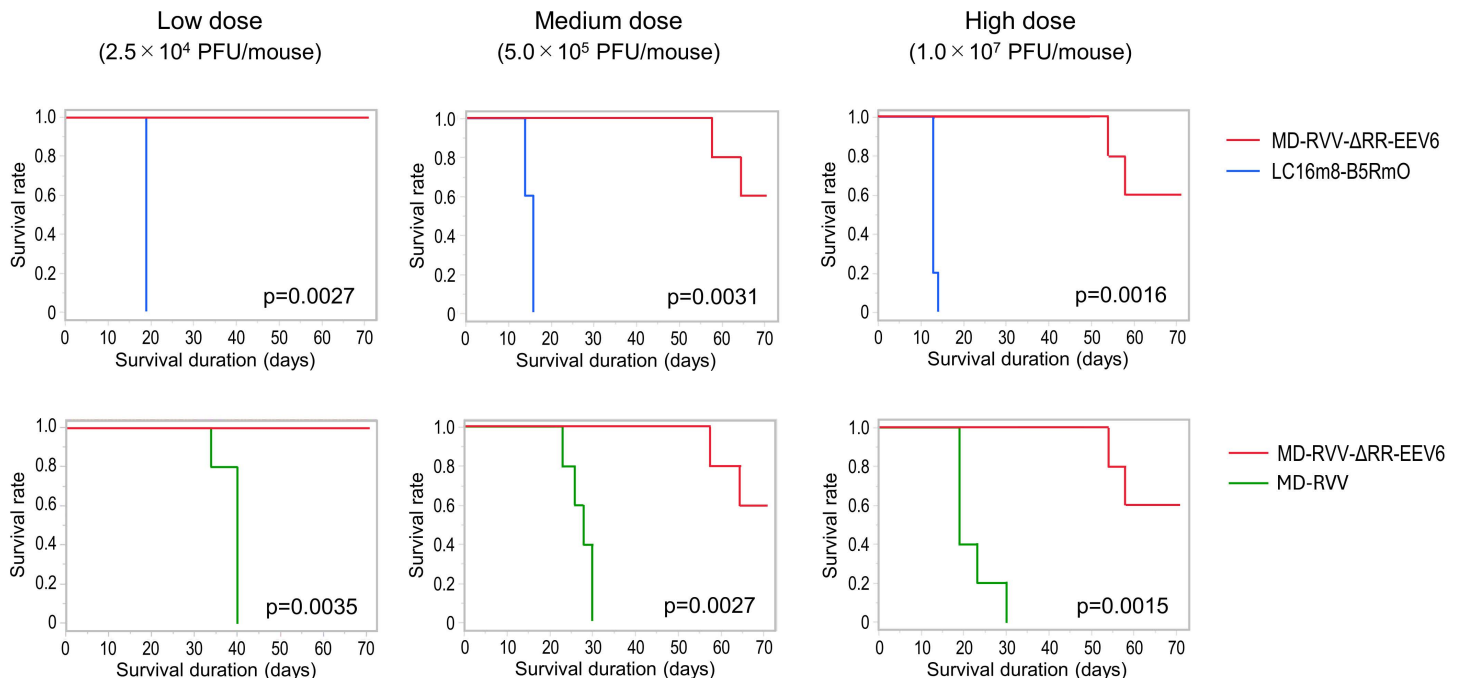 Low dose
(2.5×10⁴ PFU/mouse)
Medium dose
(5.0×10⁵ PFU/mouse)
High dose
(1.0×10⁷ PFU/mouse)
Survival rate
1.0
0.8
0.6
0.4
0.2
0
p=0.0027
0 10 20 30 40 50 60 70
Survival duration (days)
Survival rate
1.0
0.8
0.6
0.4
0.2
0
p=0.0031
0 10 20 30 40 50 60 70
Survival duration (days)
Survival rate
1.0
0.8
0.6
0.4
0.2
0
p=0.0016
0 10 20 30 40 50 60 70
Survival duration (days)
MD-RVV-ΔRR-EEV6
LC16m8-B5RmO
Survival rate
1.0
0.8
0.6
0.4
0.2
0
p=0.0035
0 10 20 30 40 50 60 70
Survival duration (days)
Survival rate
1.0
0.8
0.6
0.4
0.2
0
p=0.0027
0 10 20 30 40 50 60 70
Survival duration (days)
Survival rate
1.0
0.8
0.6
0.4
0.2
0
p=0.0015
0 10 20 30 40 50 60 70
Survival duration (days)
MD-RVV-ΔRR-EEV6
MD-RVV